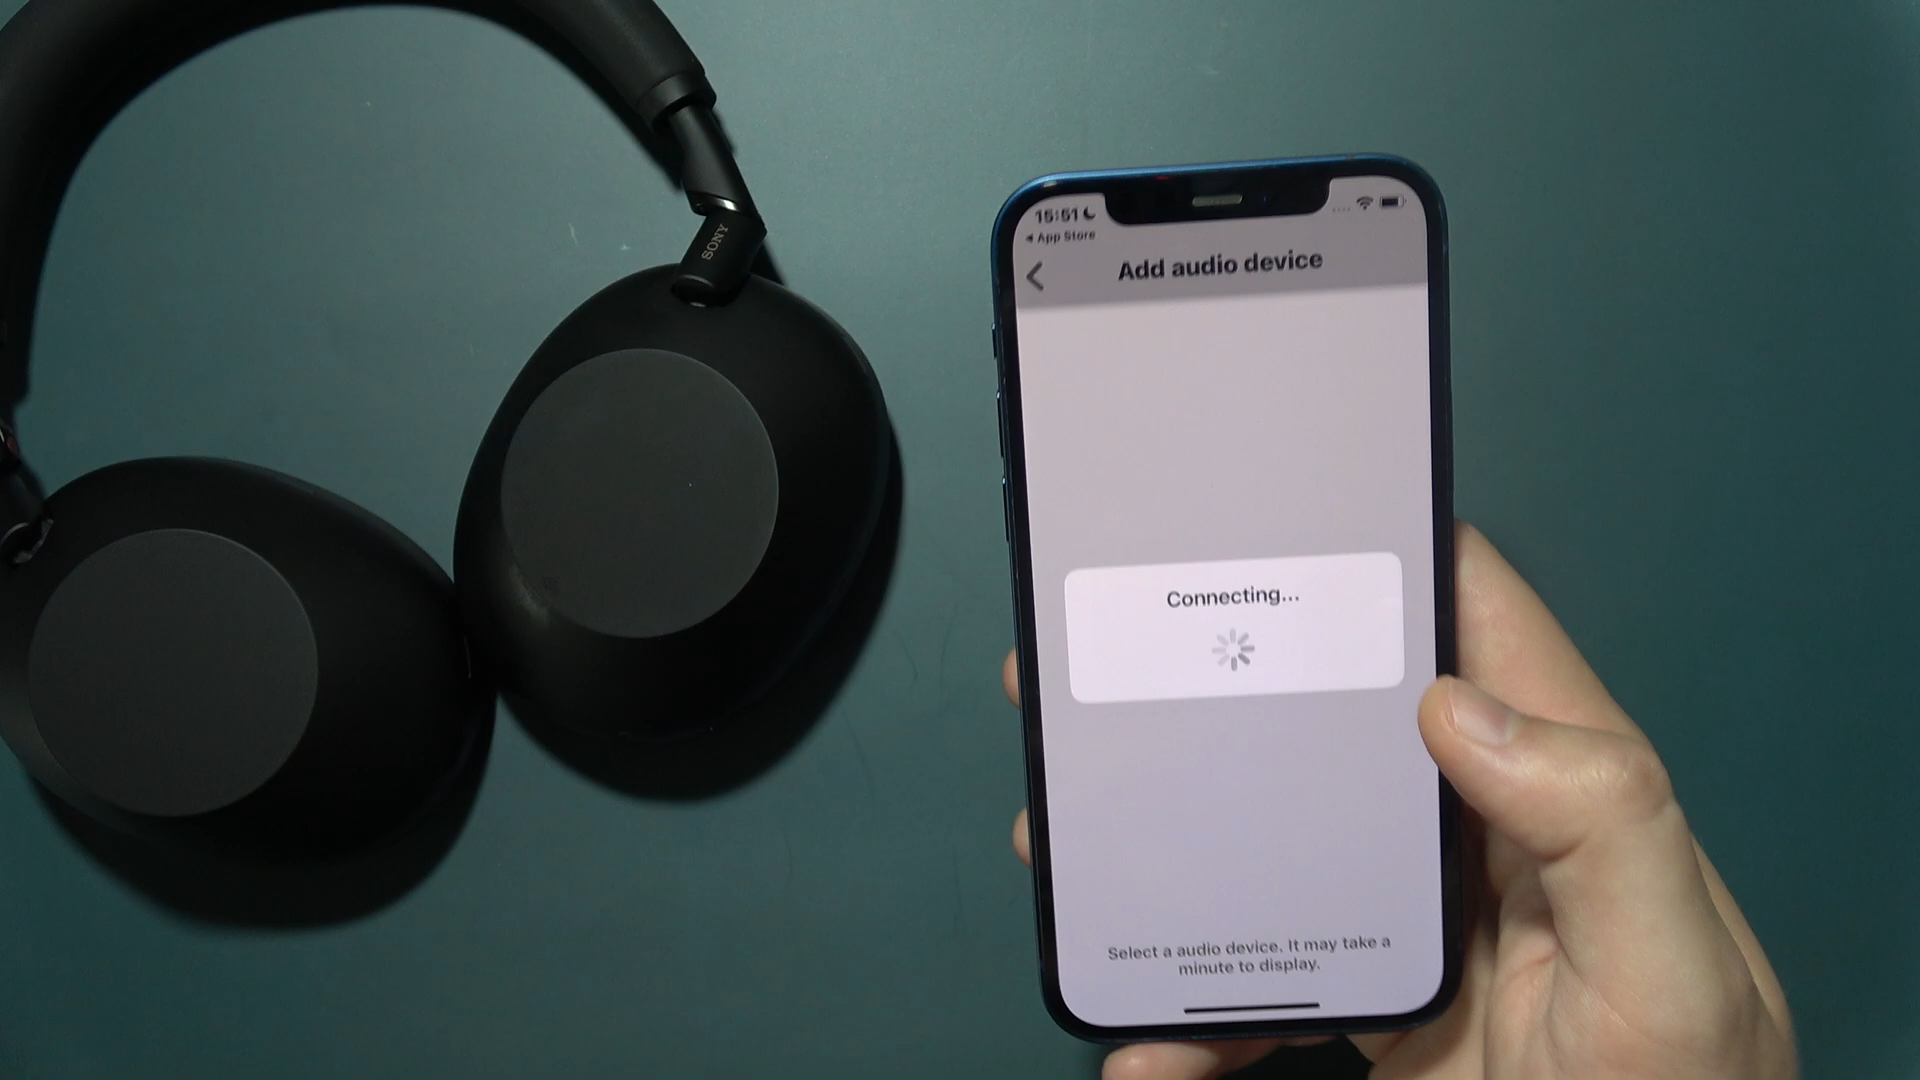 SONY
15:51
◂ App Store
Add audio device
Connecting...
Select a audio device. It may take a
minute to display.